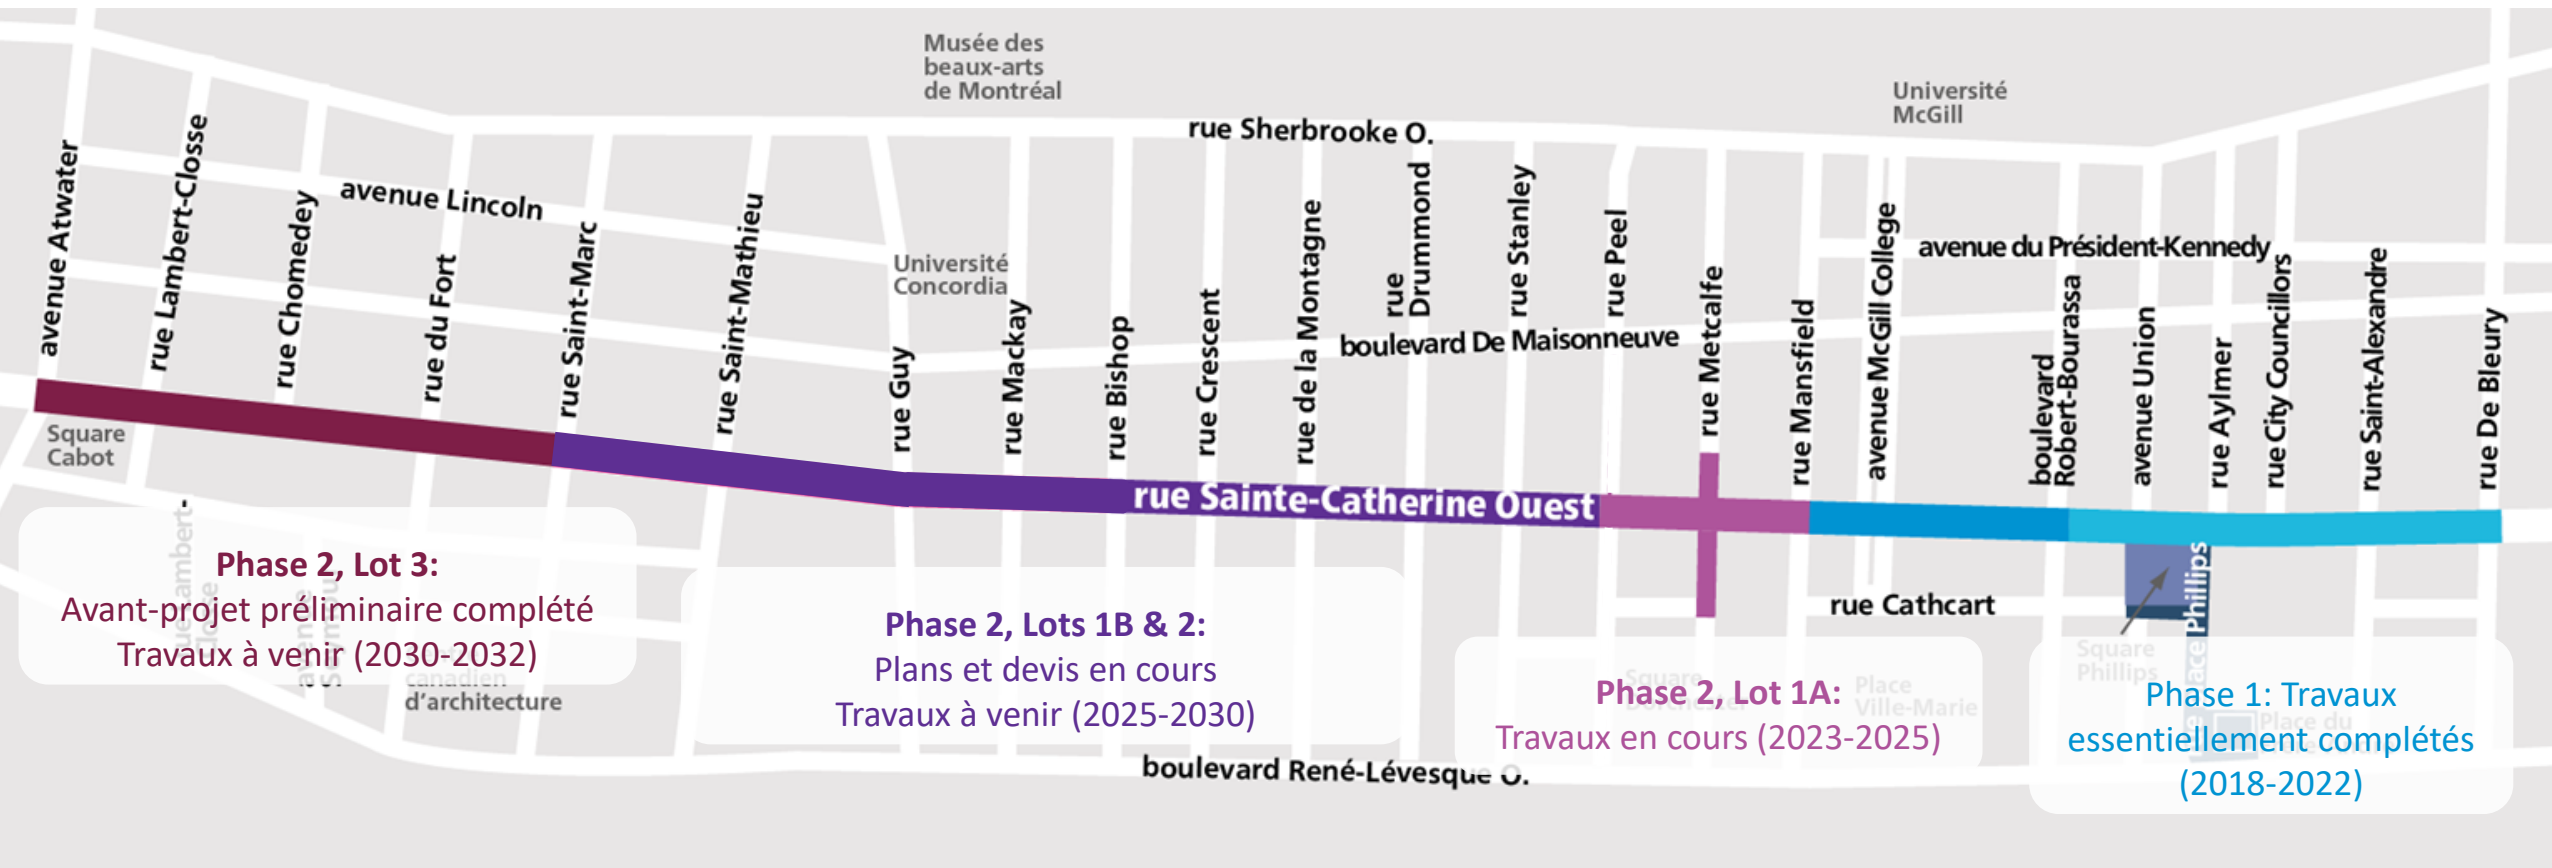 Musée des
beaux-arts
de Montréal
Université
McGill
rue Sherbrooke O.
avenue Atwater
rue Lambert-Closse
rue Chomedey
avenue Lincoln
rue du Fort
rue Saint-Marc
rue Saint-Mathieu
Université
Concordia
rue Guy
rue Mackay
rue Bishop
rue Crescent
rue de la Montagne
rue
Drummond
rue Stanley
rue Peel
boulevard De Maisonneuve
rue Metcalfe
rue Mansfield
avenue McGill College
avenue du Président-Kennedy
boulevard
Robert-Bourassa
avenue Union
rue Aylmer
rue City Councillors
rue Saint-Alexandre
rue De Bleury
Square
Cabot
rue Sainte-Catherine Ouest
rue Cathcart
Phillips
Square
Phillips
Phase 2, Lot 3:
Avant-projet préliminaire complété
Travaux à venir (2030-2032)
canadien
d'architecture
Phase 2, Lots 1B & 2:
Plans et devis en cours
Travaux à venir (2025-2030)
Square
Place
Ville-Marie
Phase 2, Lot 1A:
Travaux en cours (2023-2025)
Place du
Phase 1: Travaux
essentiellement complétés
(2018-2022)
boulevard René-Lévesque O.